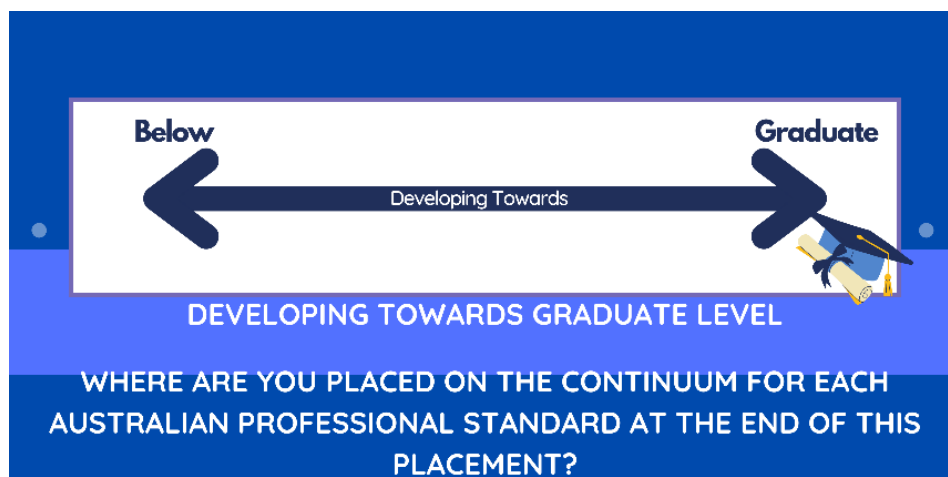 Below
Graduate
Developing Towards
DEVELOPING TOWARDS GRADUATE LEVEL
WHERE ARE YOU PLACED ON THE CONTINUUM FOR EACH
AUSTRALIAN PROFESSIONAL STANDARD AT THE END OF THIS
PLACEMENT?